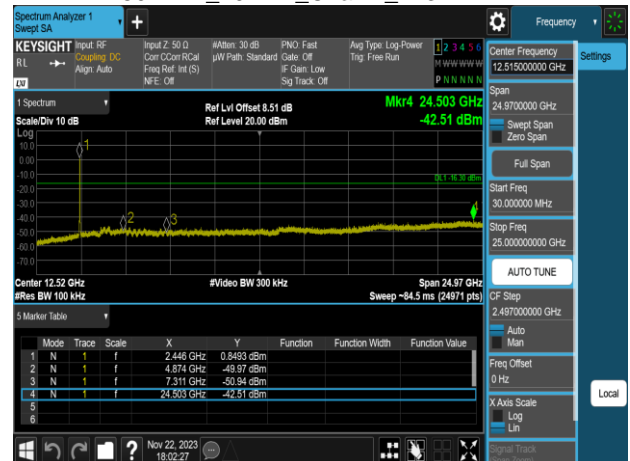 Spectrum Analyzer 1
Swept SA
Frequency
KEYSIGHT
RL
LXI
Input: RF
Coupling: DC
Align: Auto
Input Z: 50 Ω
Corr CCorr RCal
Freq Ref: Int (S)
NFE: Off
#Atten: 30 dB
µW Path: Standard
PNO: Fast
Gate: Off
IF Gain: Low
Sig Track: Off
Avg Type: Log-Power
Trig: Free Run
1 2 3 4 5 6
M W W W W W
P N N N N N
Center Frequency
12.515000000 GHz
Settings
1 Spectrum
Scale/Div 10 dB
Ref Lvl Offset 8.51 dB
Ref Level 20.00 dBm
Mkr4 24.503 GHz
-42.51 dBm
Span
24.9700000 GHz
Swept Span
Zero Span
Full Span
Log
10.0
0.00
-10.0
-20.0
-30.0
-40.0
-50.0
-60.0
-70.0
1
2
3
DL1 -16.30 dBm
Start Freq
30.000000 MHz
Stop Freq
25.000000000 GHz
AUTO TUNE
Center 12.52 GHz
#Res BW 100 kHz
#Video BW 300 kHz
Span 24.97 GHz
Sweep ~84.5 ms (24971 pts)
CF Step
2.497000000 GHz
Auto
Man
5 Marker Table
Mode Trace Scale X Y Function Function Width Function Value
1 N 1 f 2.446 GHz 0.8493 dBm
2 N 1 f 4.874 GHz -49.97 dBm
3 N 1 f 7.311 GHz -50.94 dBm
4 N 1 f 24.503 GHz -42.51 dBm
5
6
Freq Offset
0 Hz
X Axis Scale
Log
Lin
Local
Signal Track
?
Nov 22, 2023
18:02:27